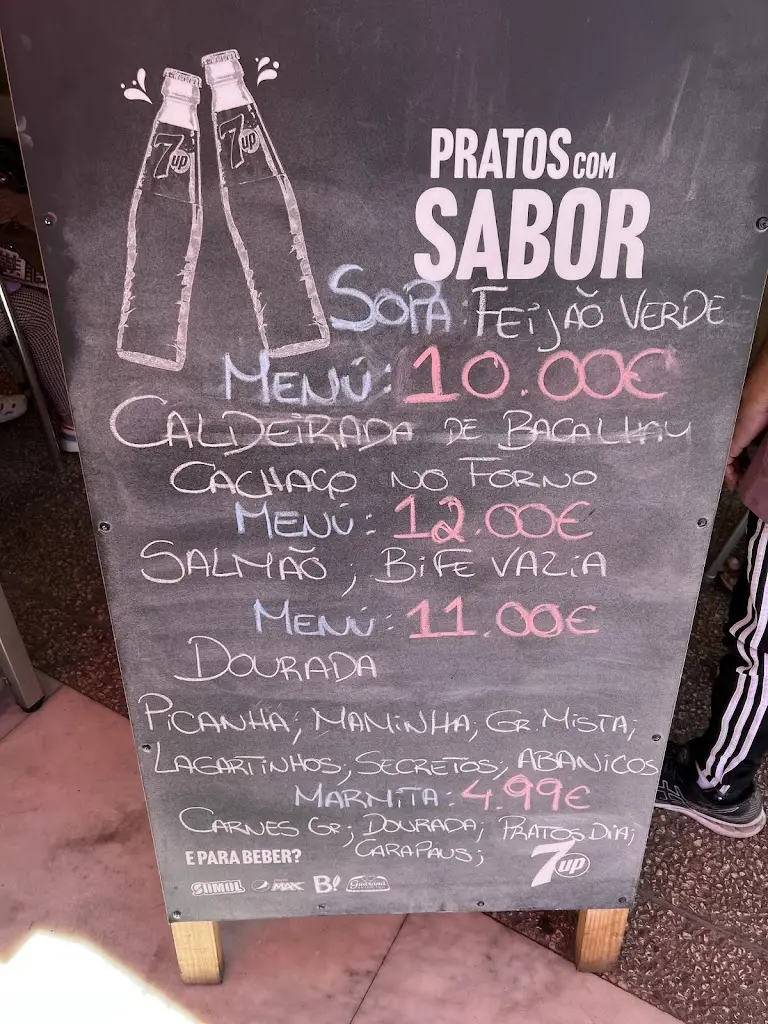 7up 7up
PRATOS COM
SABOR
SOPA: FEIJÃO VERDE
MENÚ: 10.00€
CALDEIRADA DE BACALHAU
CACHAÇO NO FORNO
MENÚ: 12.00€
SALMÃO; BIFE VAZIA
MENÚ: 11.00€
DOURADA
PICANHA; MAMINHA, GR. MISTA;
LAGARTINHOS; SECRETOS; ABANICOS
MARMITA: 4.99€
CARNES GR; DOURADA; PRATOS DIA;
CARAPAUS;
E PARA BEBER?
7up
SUMOL MAX B! Guaraná